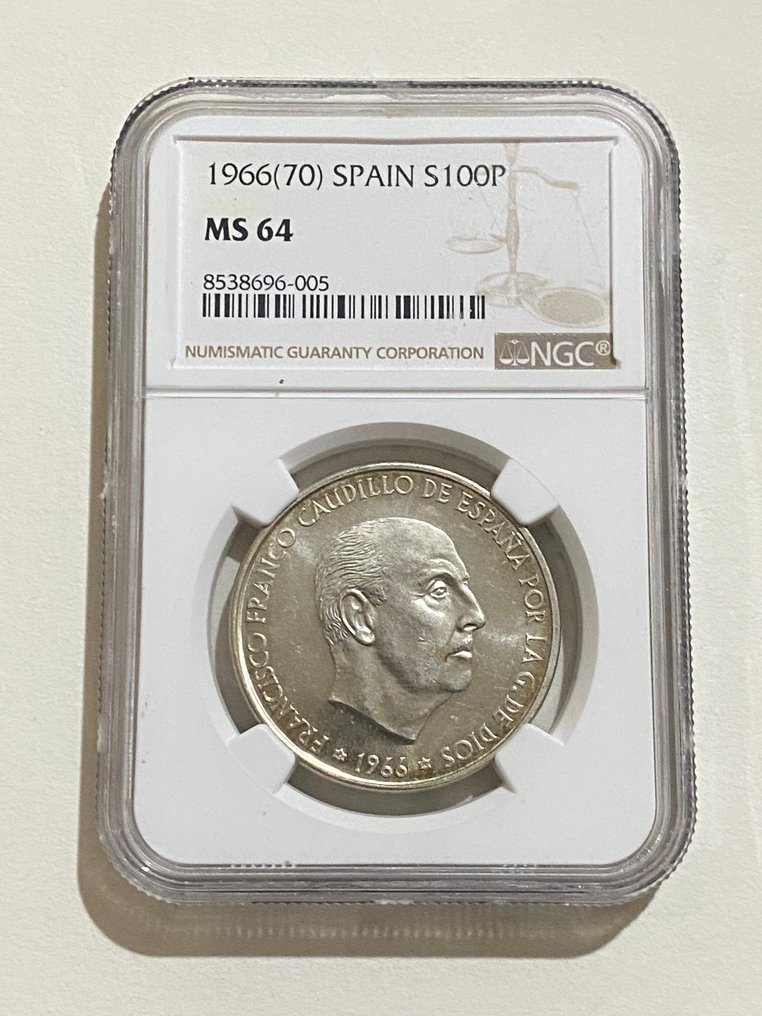 1966(70) SPAIN S100P
MS 64
8538696-005
NUMISMATIC GUARANTY CORPORATION NGC®
FRANCISCO FRANCO CAUDILLO DE ESPAÑA POR LA G. DE DIOS
* 1966 *